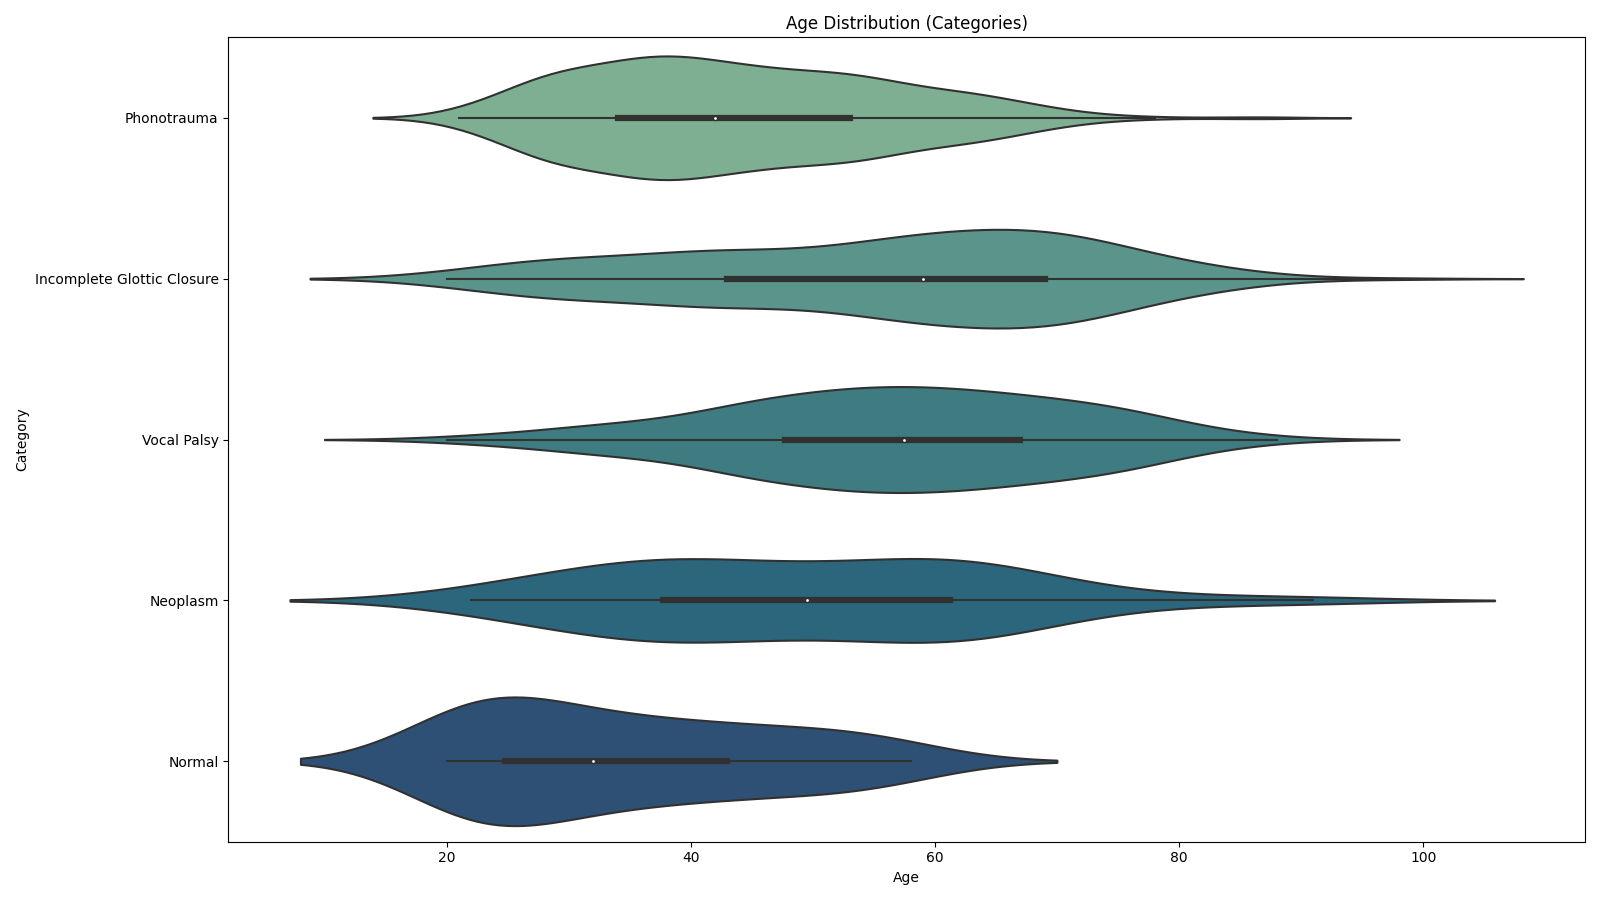 Age Distribution (Categories)
Phonotrauma
Incomplete Glottic Closure
Vocal Palsy
Neoplasm
Normal
Category
20 40 60 80 100
Age